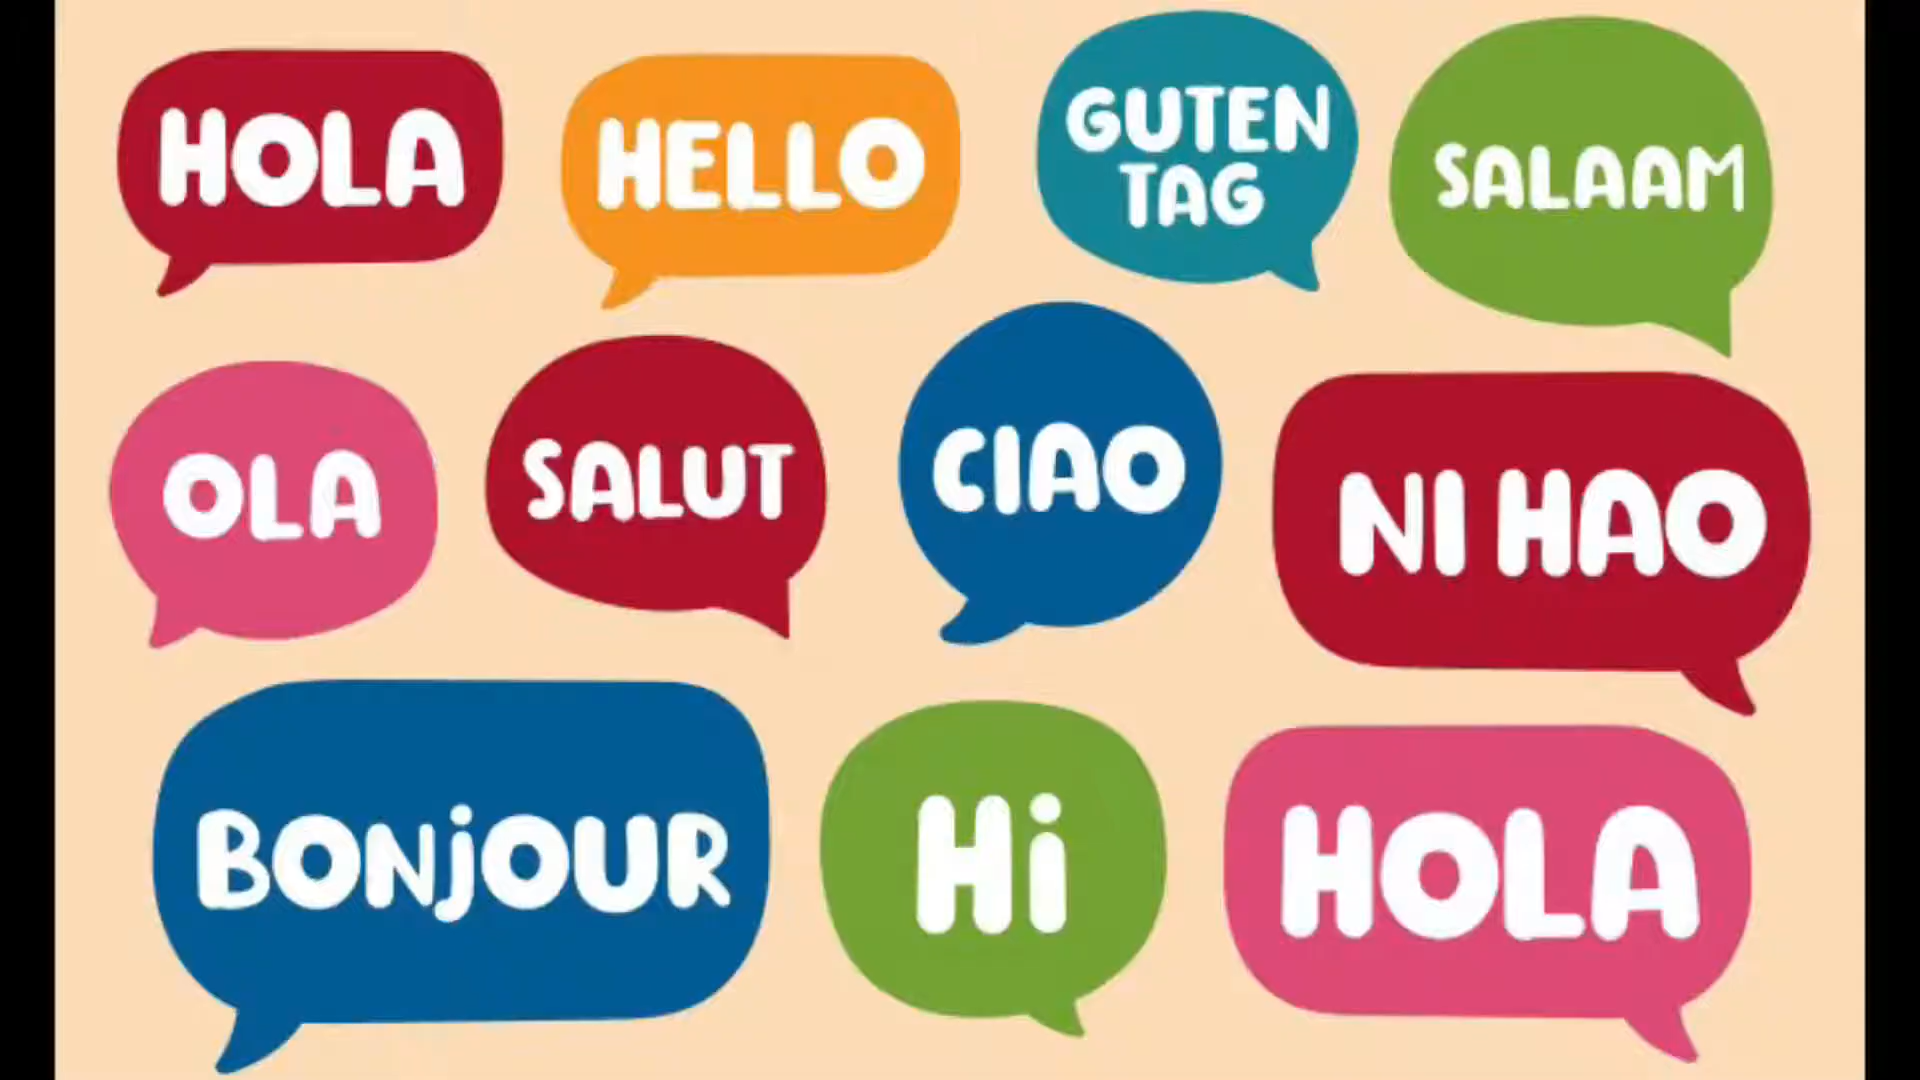 HOLA
HELLO
GUTEN
TAG
SALAAM
OLA
SALUT
CIAO
NI HAO
BONjOUR
Hi
HOLA